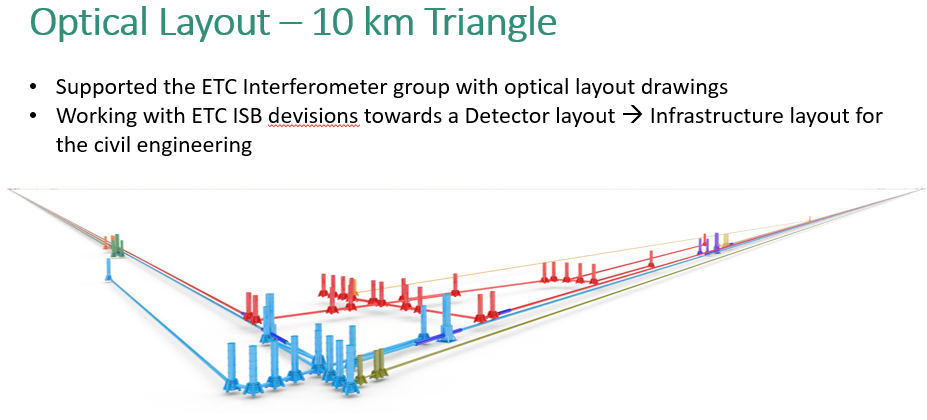 Optical Layout – 10 km Triangle
• Supported the ETC Interferometer group with optical layout drawings
• Working with ETC ISB devisions towards a Detector layout → Infrastructure layout for
the civil engineering